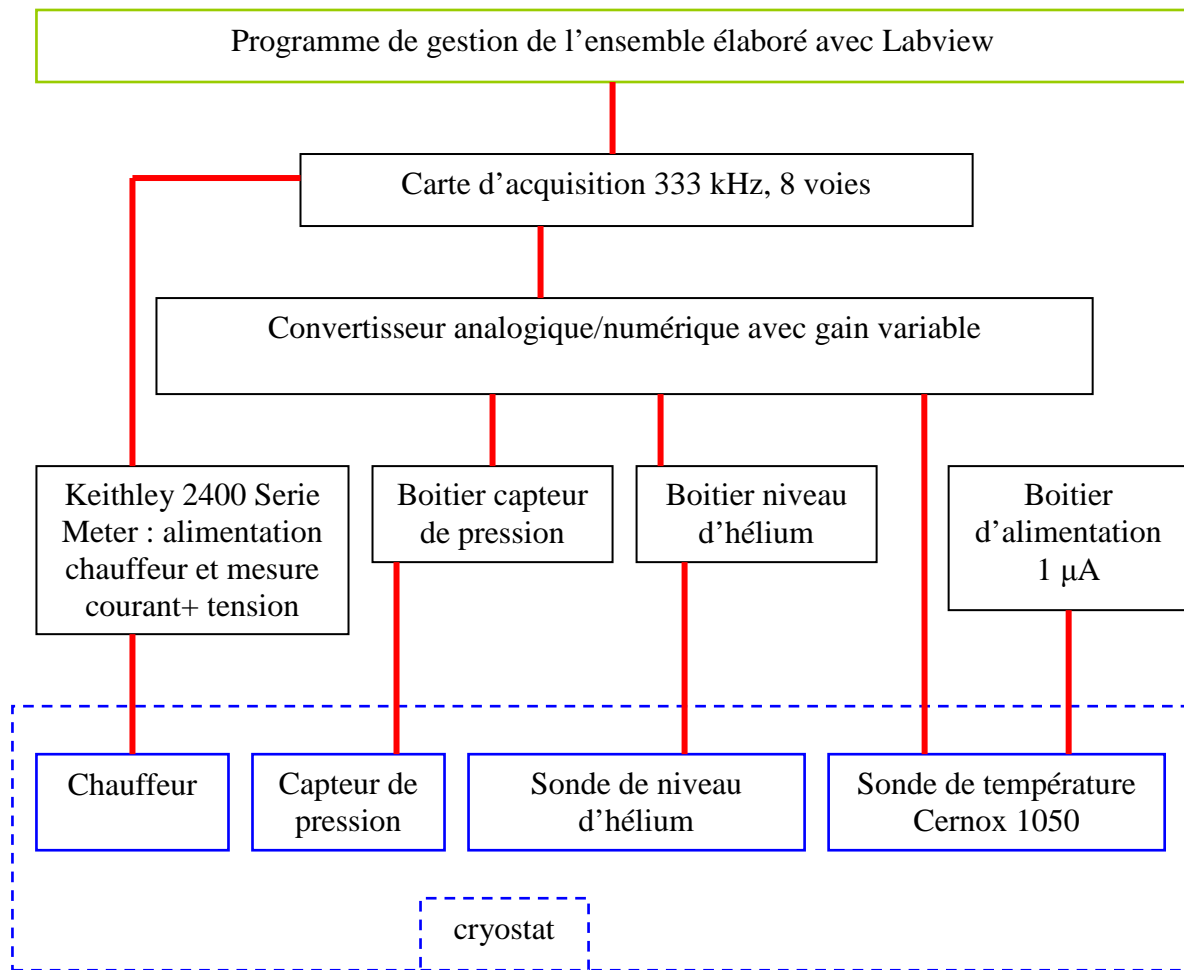 Programme de gestion de l’ensemble élaboré avec Labview
Carte d’acquisition 333 kHz, 8 voies
Convertisseur analogique/numérique avec gain variable
Keithley 2400 Serie
Meter : alimentation
chauffeur et mesure
courant+ tension
Boitier capteur
de pression
Boitier niveau
d’hélium
Boitier
d’alimentation
1 μA
Chauffeur
Capteur de
pression
Sonde de niveau
d’hélium
Sonde de température
Cernox 1050
cryostat